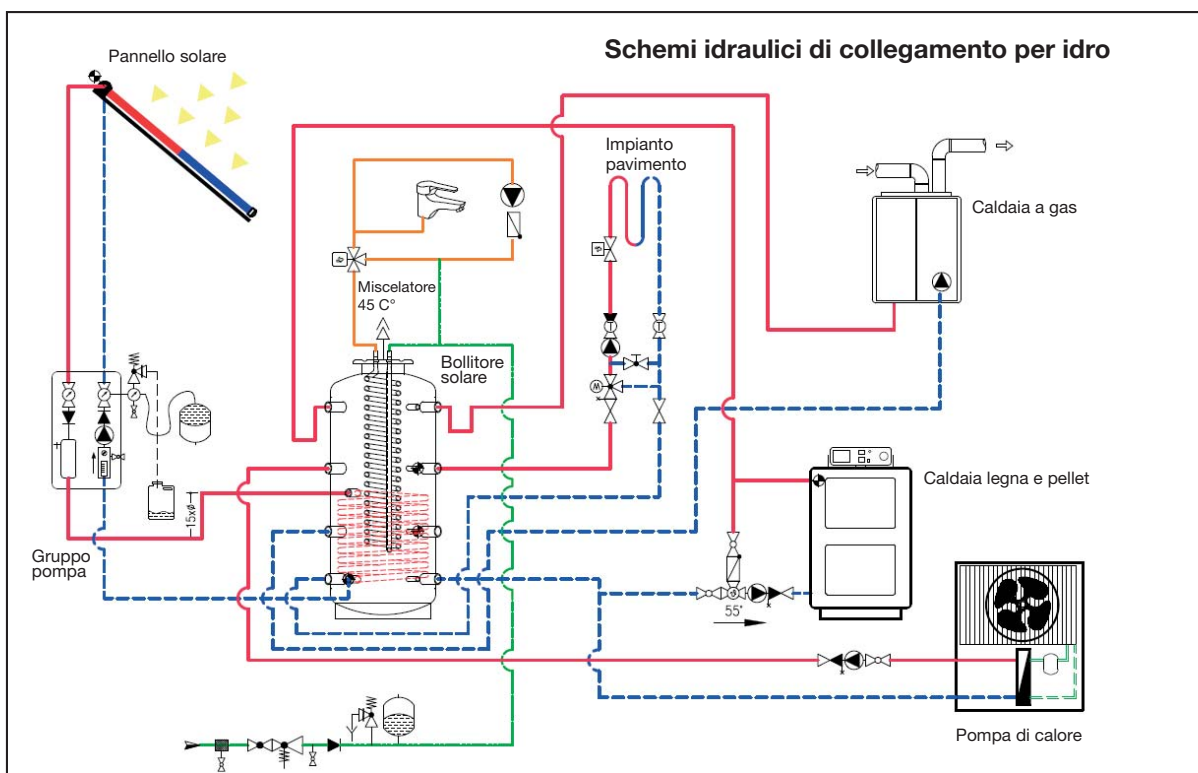 Schemi idraulici di collegamento per idro
Pannello solare
Impianto
pavimento
Caldaia a gas
Miscelatore
45 C°
Bollitore
solare
Caldaia legna e pellet
15xø
Gruppo
pompa
M
55°
Pompa di calore